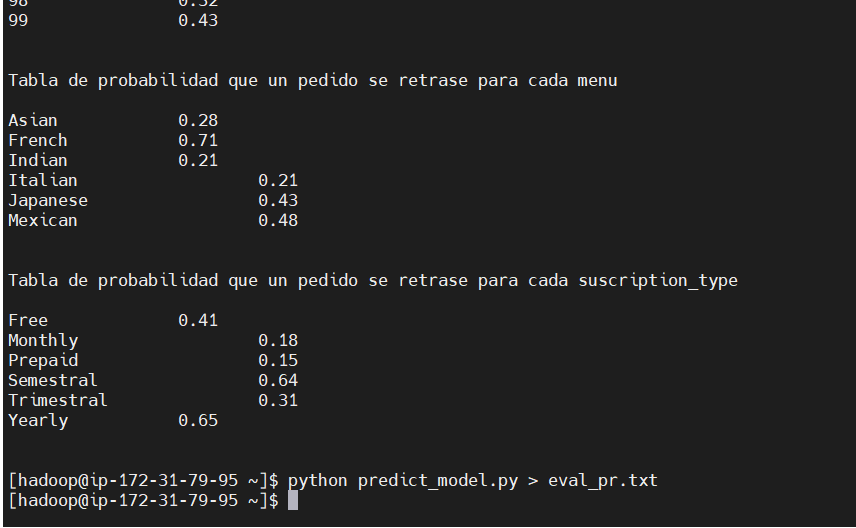 98 0.32
99 0.43
Tabla de probabilidad que un pedido se retrase para cada menu
Asian 0.28
French 0.71
Indian 0.21
Italian 0.21
Japanese 0.43
Mexican 0.48
Tabla de probabilidad que un pedido se retrase para cada suscription_type
Free 0.41
Monthly 0.18
Prepaid 0.15
Semestral 0.64
Trimestral 0.31
Yearly 0.65
[hadoop@ip-172-31-79-95 ~]$ python predict_model.py > eval_pr.txt
[hadoop@ip-172-31-79-95 ~]$